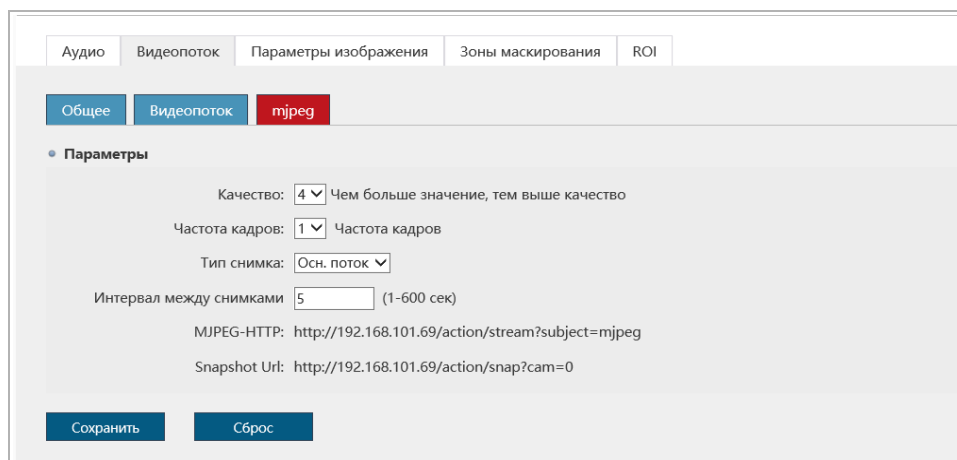 Аудио Видеопоток Параметры изображения Зоны маскирования ROI
Общее Видеопоток mjpeg
Параметры
Качество: 4 Чем больше значение, тем выше качество
Частота кадров: 1 Частота кадров
Тип снимка: Осн. поток
Интервал между снимками 5 (1-600 сек)
MJPEG-HTTP: http://192.168.101.69/action/stream?subject=mjpeg
Snapshot Url: http://192.168.101.69/action/snap?cam=0
Сохранить Сброс